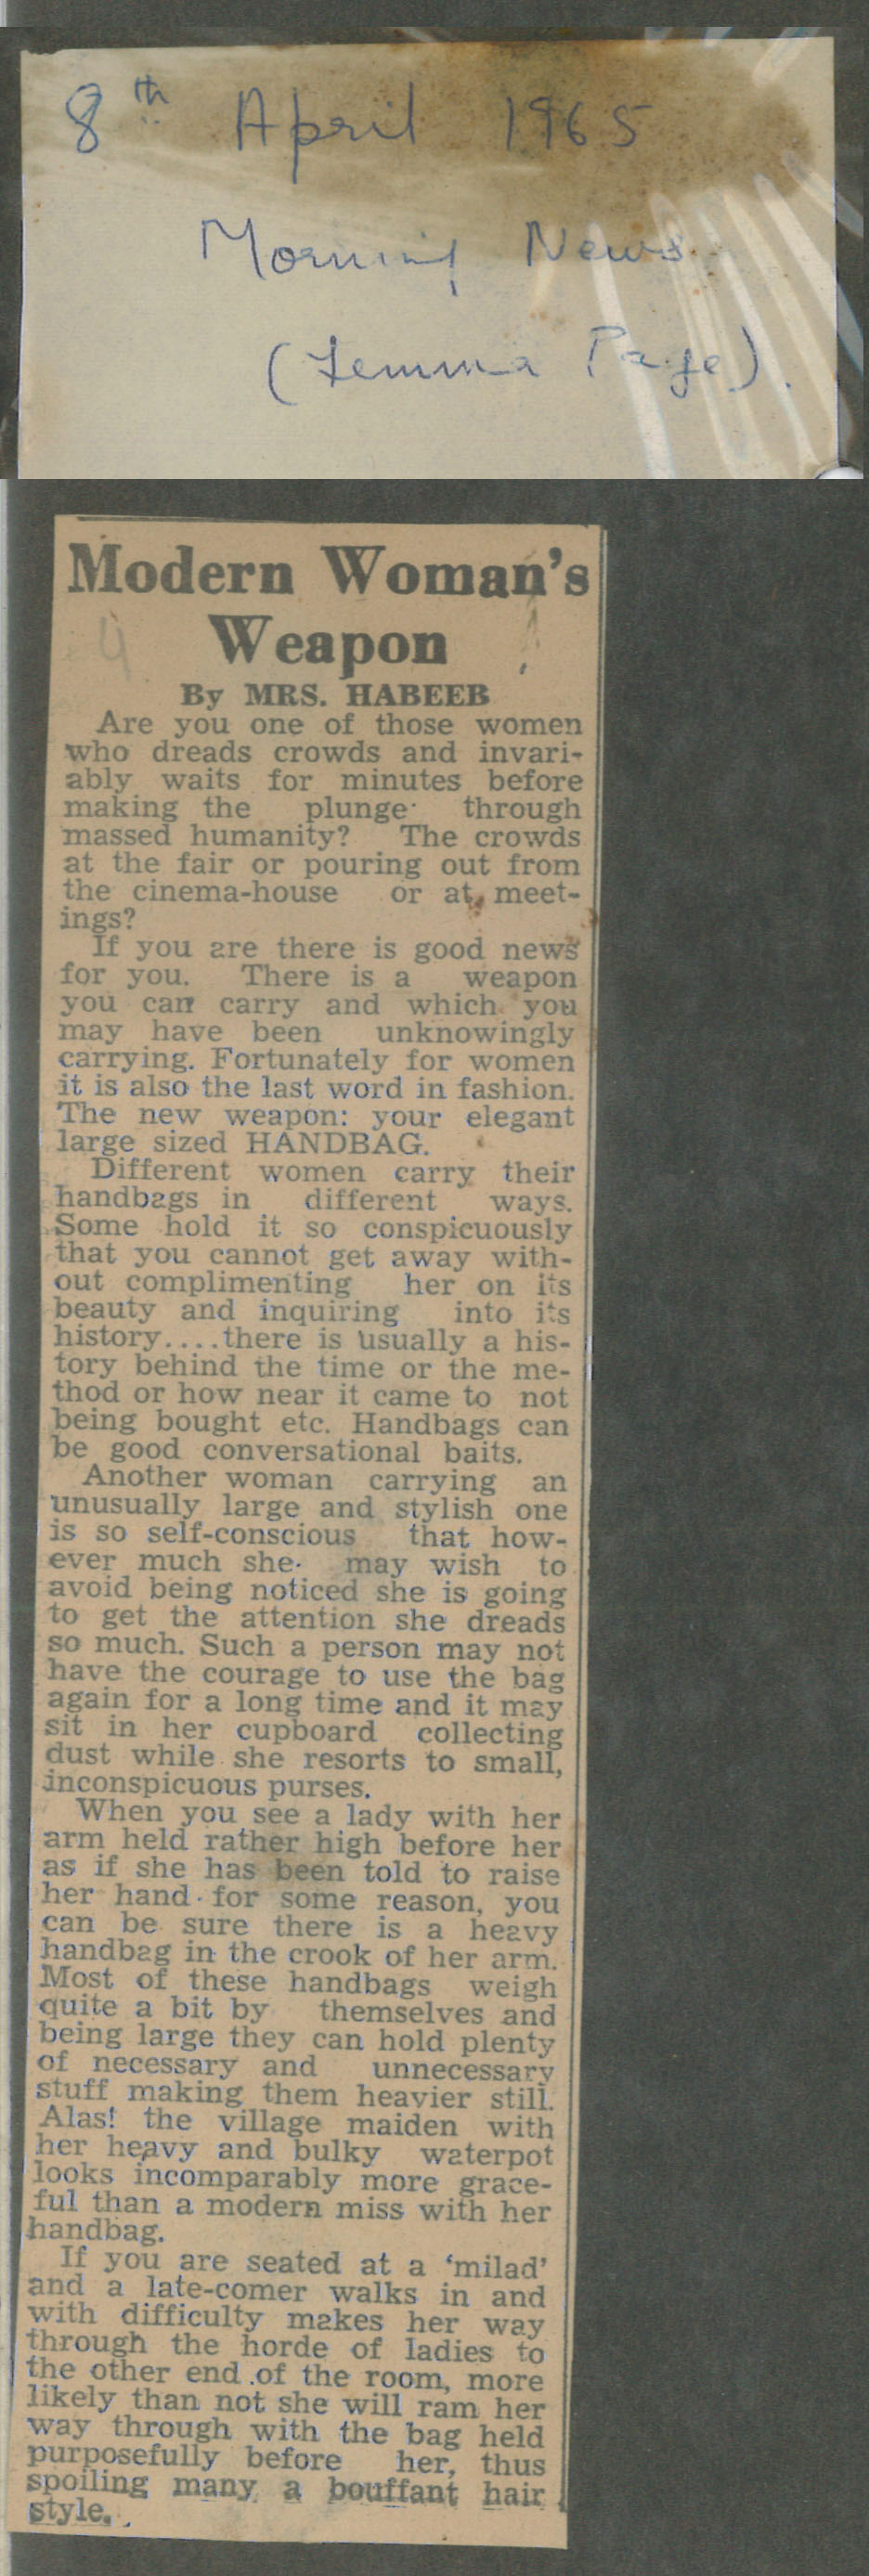 8th April 1965
Morning News
(Femina Page).
Modern Woman's
Weapon
By MRS. HABEEB
Are you one of those women
who dreads crowds and invari-
ably waits for minutes before
making the plunge through
massed humanity? The crowds
at the fair or pouring out from
the cinema-house or at meet-
ings?
If you are there is good news
for you. There is a weapon
you can carry and which you
may have been unknowingly
carrying. Fortunately for women
it is also the last word in fashion.
The new weapon: your elegant
large sized HANDBAG.
Different women carry their
handbags in different ways.
Some hold it so conspicuously
that you cannot get away with-
out complimenting her on its
beauty and inquiring into its
history....there is usually a his-
tory behind the time or the me-
thod or how near it came to not
being bought etc. Handbags can
be good conversational baits.
Another woman carrying an
unusually large and stylish one
is so self-conscious that how-
ever much she may wish to
avoid being noticed she is going
to get the attention she dreads
so much. Such a person may not
have the courage to use the bag
again for a long time and it may
sit in her cupboard collecting
dust while she resorts to small,
inconspicuous purses.
When you see a lady with her
arm held rather high before her
as if she has been told to raise
her hand for some reason, you
can be sure there is a heavy
handbag in the crook of her arm.
Most of these handbags weigh
quite a bit by themselves and
being large they can hold plenty
of necessary and unnecessary
stuff making them heavier still.
Alas! the village maiden with
her heavy and bulky waterpot
looks incomparably more grace-
ful than a modern miss with her
handbag.
If you are seated at a 'milad'
and a late-comer walks in and
with difficulty makes her way
through the horde of ladies to
the other end of the room, more
likely than not she will ram her
way through with the bag held
purposefully before her, thus
spoiling many a bouffant hair
style.